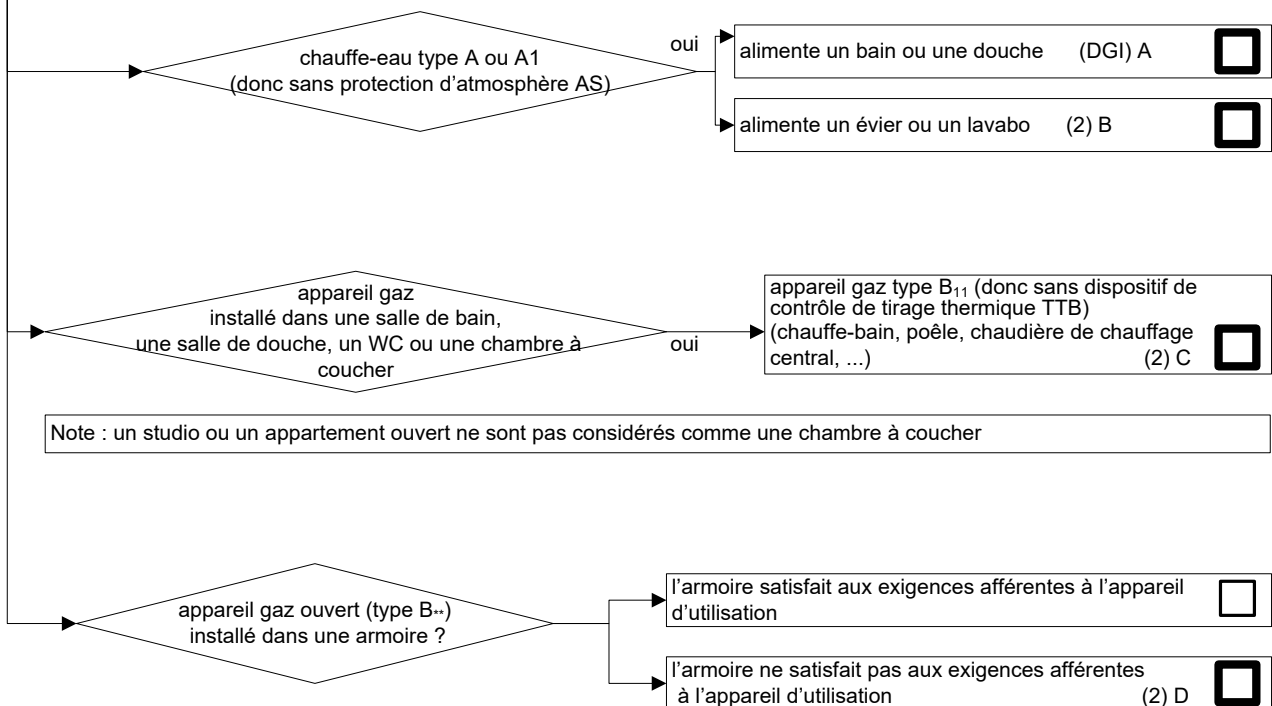 chauffe-eau type A ou A1
(donc sans protection d'atmosphère AS)
oui
alimente un bain ou une douche (DGI) A
alimente un évier ou un lavabo (2) B
appareil gaz
installé dans une salle de bain,
une salle de douche, un WC ou une chambre à
coucher
oui
appareil gaz type B₁₁ (donc sans dispositif de
contrôle de tirage thermique TTB)
(chauffe-bain, poêle, chaudière de chauffage
central, ...) (2) C
Note : un studio ou un appartement ouvert ne sont pas considérés comme une chambre à coucher
appareil gaz ouvert (type B**)
installé dans une armoire ?
l'armoire satisfait aux exigences afférentes à l'appareil
d'utilisation
l'armoire ne satisfait pas aux exigences afférentes
à l'appareil d'utilisation (2) D